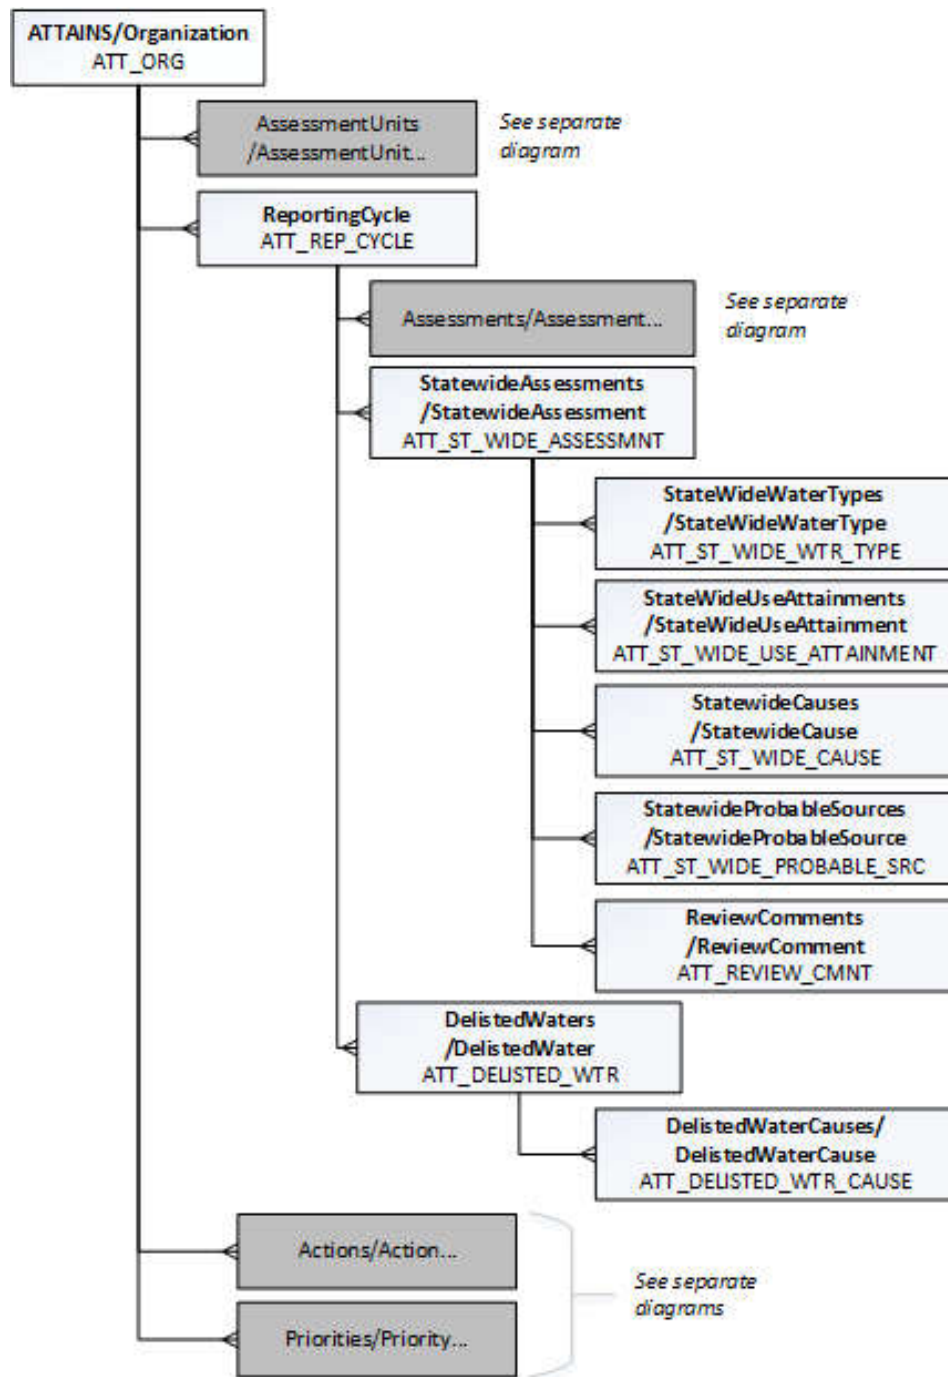 ATTAINS/Organization
ATT_ORG
AssessmentUnits
/AssessmentUnit...
See separate
diagram
ReportingCycle
ATT_REP_CYCLE
Assessments/Assessment...
See separate
diagram
StatewideAssessments
/StatewideAssessment
ATT_ST_WIDE_ASSESSMNT
StateWideWaterTypes
/StateWideWaterType
ATT_ST_WIDE_WTR_TYPE
StateWideUseAttainments
/StateWideUseAttainment
ATT_ST_WIDE_USE_ATTAINMENT
StatewideCauses
/StatewideCause
ATT_ST_WIDE_CAUSE
StatewideProbableSources
/StatewideProbableSource
ATT_ST_WIDE_PROBABLE_SRC
ReviewComments
/ReviewComment
ATT_REVIEW_CMNT
DelistedWaters
/DelistedWater
ATT_DELISTED_WTR
DelistedWaterCauses/
DelistedWaterCause
ATT_DELISTED_WTR_CAUSE
Actions/Action...
See separate
diagrams
Priorities/Priority...